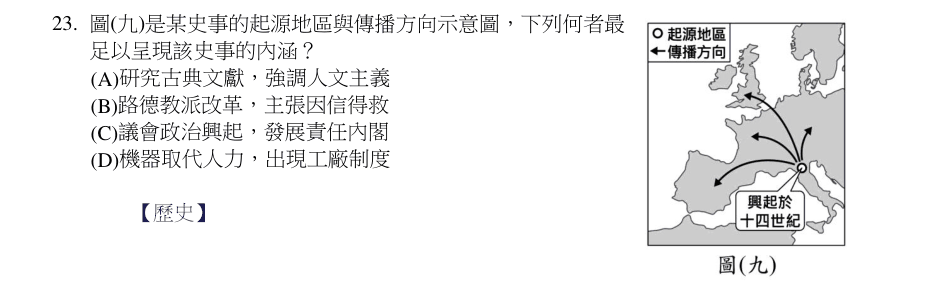 23. 圖(九)是某史事的起源地區與傳播方向示意圖，下列何者最
足以呈現該史事的內涵？
(A)研究古典文獻，強調人文主義
(B)路德教派改革，主張因信得救
(C)議會政治興起，發展責任內閣
(D)機器取代人力，出現工廠制度
【歷史】
起源地區
傳播方向
興起於
十四世紀
圖(九)